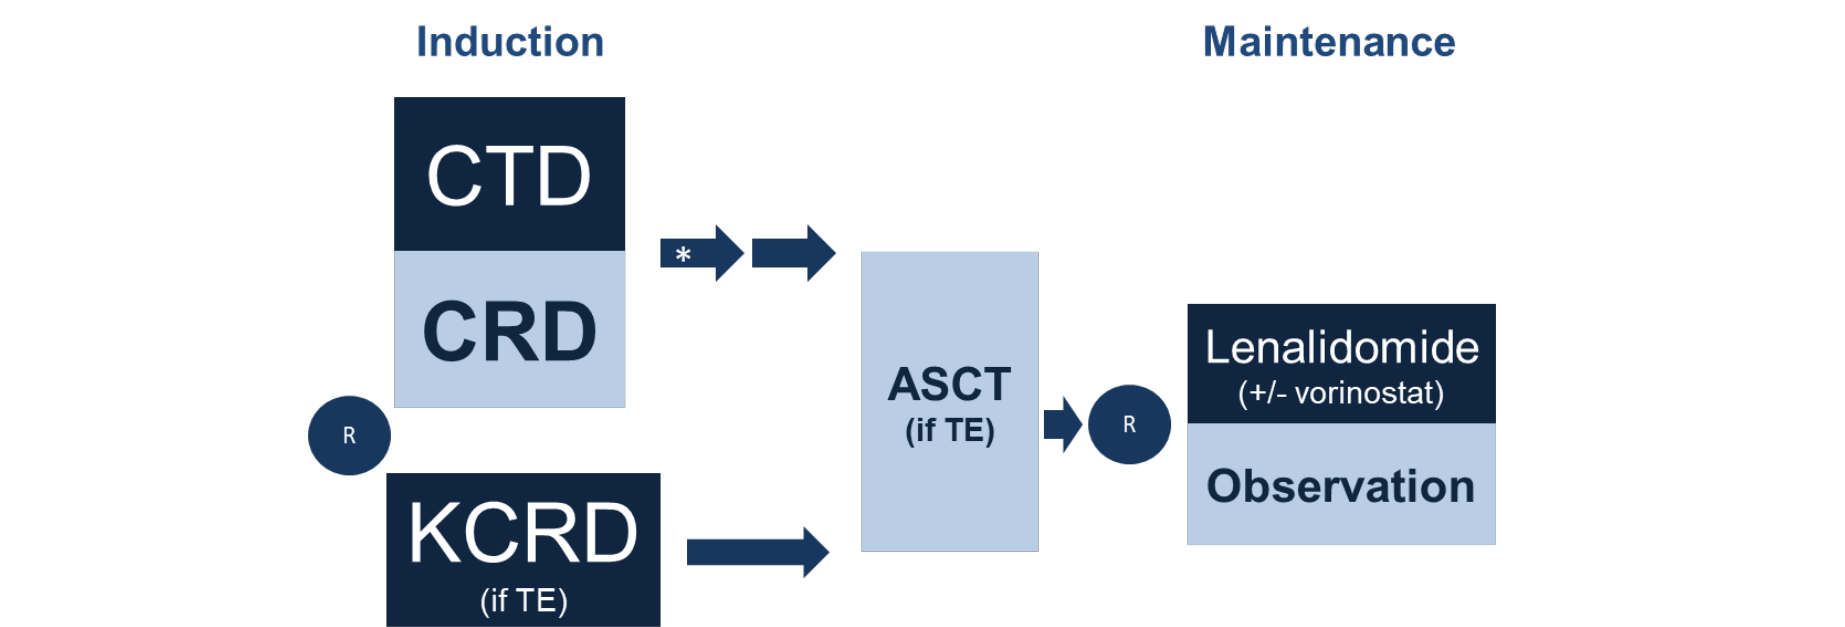 Induction
Maintenance
CTD
*
CRD
R
KCRD
(if TE)
ASCT
(if TE)
R
Lenalidomide
(+/- vorinostat)
Observation